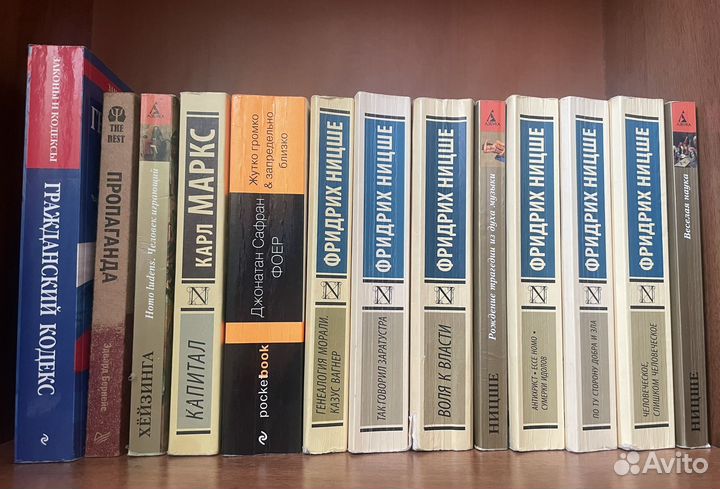 ЗАКОНЫ И КОДЕКСЫ
ГРАЖДАНСКИЙ КОДЕКС
THE BEST
ПРОПАГАНДА
Эдвард Бернейс
АЗБУКА
Homo ludens. Человек играющий
ХЁЙЗИНГА
КАРЛ МАРКС
КАПИТАЛ
Жутко громко
& запредельно
близко
Джонатан Сафран
ФОЕР
pocketbook
ФРИДРИХ НИЦШЕ
ГЕНЕАЛОГИЯ МОРАЛИ.
КАЗУС ВАГНЕР
ФРИДРИХ НИЦШЕ
ТАК ГОВОРИЛ ЗАРАТУСТРА
ФРИДРИХ НИЦШЕ
ВОЛЯ К ВЛАСТИ
АЗБУКА
Рождение трагедии из духа музыки
НИЦШЕ
ФРИДРИХ НИЦШЕ
АНТИХРИСТ • ECCE HOMO •
СУМЕРКИ ИДОЛОВ
ФРИДРИХ НИЦШЕ
ПО ТУ СТОРОНУ ДОБРА И ЗЛА
ФРИДРИХ НИЦШЕ
ЧЕЛОВЕЧЕСКОЕ,
СЛИШКОМ ЧЕЛОВЕЧЕСКОЕ
АЗБУКА
Веселая наука
НИЦШЕ
Avito